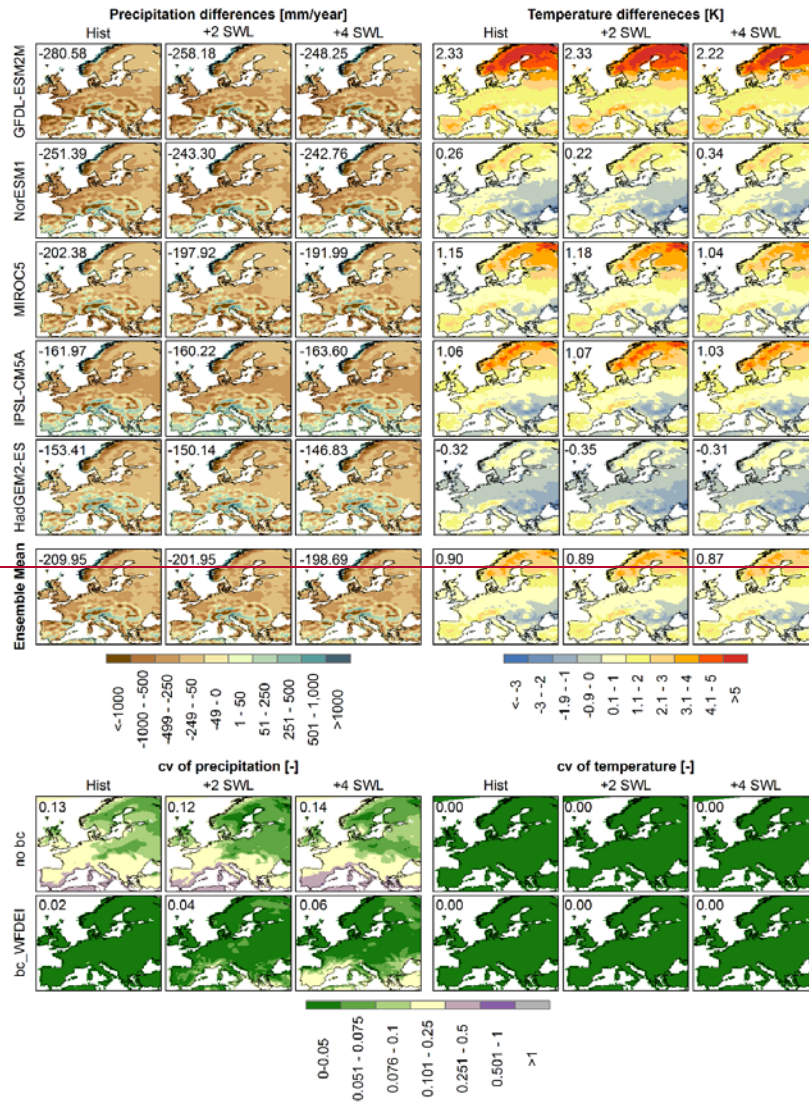 Precipitation differences [mm/year] Temperature differeneces [K]
Hist +2 SWL +4 SWL Hist +2 SWL +4 SWL
GFDL-ESM2M -280.58 -258.18 -248.25 2.33 2.33 2.22
NorESM1 -251.39 -243.30 -242.76 0.26 0.22 0.34
MIROC5 -202.38 -197.92 -191.99 1.15 1.18 1.04
IPSL-CM5A -161.97 -160.22 -163.60 1.06 1.07 1.03
HadGEM2-ES -153.41 -150.14 -146.83 -0.32 -0.35 -0.31
Ensemble Mean -209.95 -201.95 -198.69 0.90 0.89 0.87
<-1000 -1000 - -500 -499 - -250 -249 - -50 -49 - 0 1 - 50 51 - 250 251 - 500 501 - 1,000 >1000
<- -3 -3 - -2 -1.9 - -1 -0.9 - 0 0.1 - 1 1.1 - 2 2.1 - 3 3.1 - 4 4.1 - 5 >5
cv of precipitation [-] cv of temperature [-]
Hist +2 SWL +4 SWL Hist +2 SWL +4 SWL
no bc 0.13 0.12 0.14 0.00 0.00 0.00
bc_WFDEI 0.02 0.04 0.06 0.00 0.00 0.00
0-0.05 0.051 - 0.075 0.076 - 0.1 0.101 - 0.25 0.251 - 0.5 0.501 - 1 >1